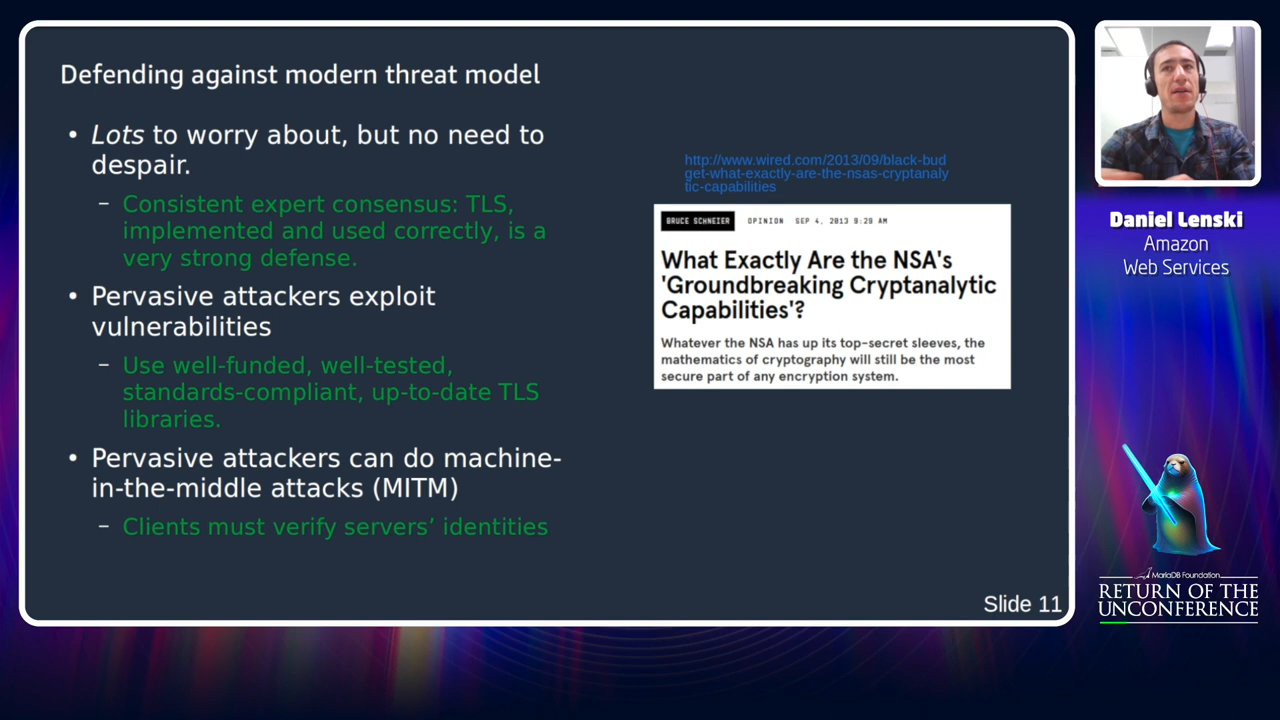 Defending against modern threat model
• Lots to worry about, but no need to
despair.
– Consistent expert consensus: TLS,
implemented and used correctly, is a
very strong defense.
• Pervasive attackers exploit
vulnerabilities
– Use well-funded, well-tested,
standards-compliant, up-to-date TLS
libraries.
• Pervasive attackers can do machine-
in-the-middle attacks (MITM)
– Clients must verify servers’ identities
http://www.wired.com/2013/09/black-bud
get-what-exactly-are-the-nsas-cryptanaly
tic-capabilities
BRUCE SCHNEIER OPINION SEP 4, 2013 9:29 AM
What Exactly Are the NSA's
'Groundbreaking Cryptanalytic
Capabilities'?
Whatever the NSA has up its top-secret sleeves, the
mathematics of cryptography will still be the most
secure part of any encryption system.
Slide 11
Daniel Lenski
Amazon
Web Services
MariaDB Foundation
RETURN OF THE
UNCONFERENCE